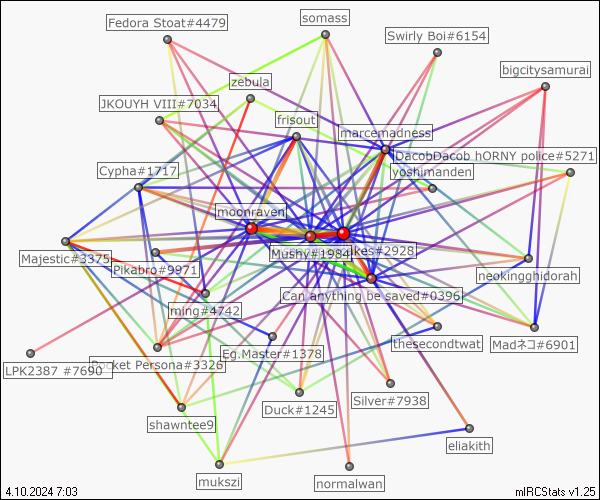 somass
Fedora Stoat#4479
Swirly Boi#6154
bigcitysamurai
zebula
JKOUYH VIII#7034
frisout
marcemadness
DacobDacob hORNY police#5271
Cypha#1717
yoshimanden
moonraven
Mushy#1984
kes#2928
Majestic#3375
Pikabro#9971
neokingghidorah
Can anything be saved#0396
ming#4742
thesecondtwat
Madネコ#6901
Eg.Master#1378
LPK2387 #7690
ocket Persona#3326
Silver#7938
Duck#1245
shawntee9
eliakith
mukszi
normalwan
4.10.2024 7:03
mIRCStats v1.25